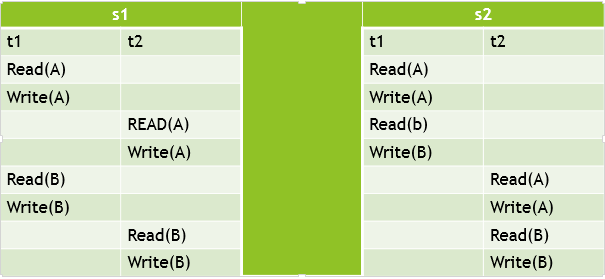 s1 s2
t1 t2 t1 t2
Read(A) Read(A)
Write(A) Write(A)
READ(A) Read(b)
Write(A) Write(B)
Read(B) Read(A)
Write(B) Write(A)
Read(B) Read(B)
Write(B) Write(B)